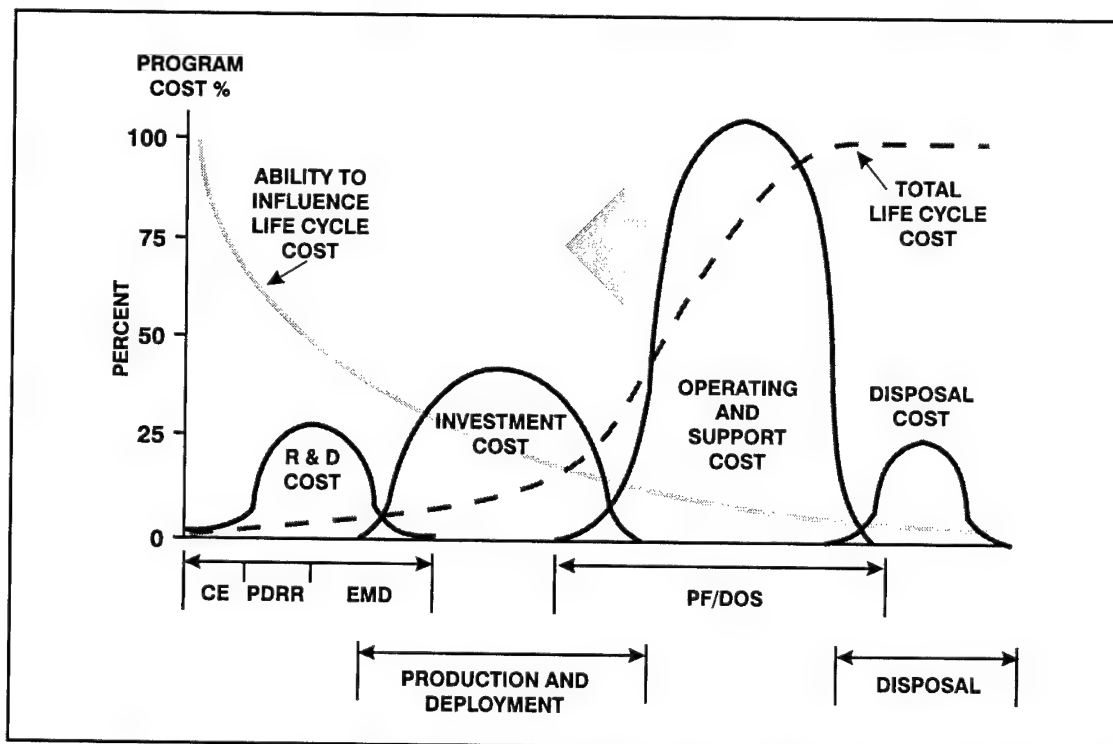 PROGRAM
COST %
100
75
50
25
0
PERCENT
ABILITY TO
INFLUENCE
LIFE CYCLE
COST
TOTAL
LIFE CYCLE
COST
R & D
COST
INVESTMENT
COST
OPERATING
AND
SUPPORT
COST
DISPOSAL
COST
CE
PDRR
EMD
PF/DOS
PRODUCTION AND
DEPLOYMENT
DISPOSAL